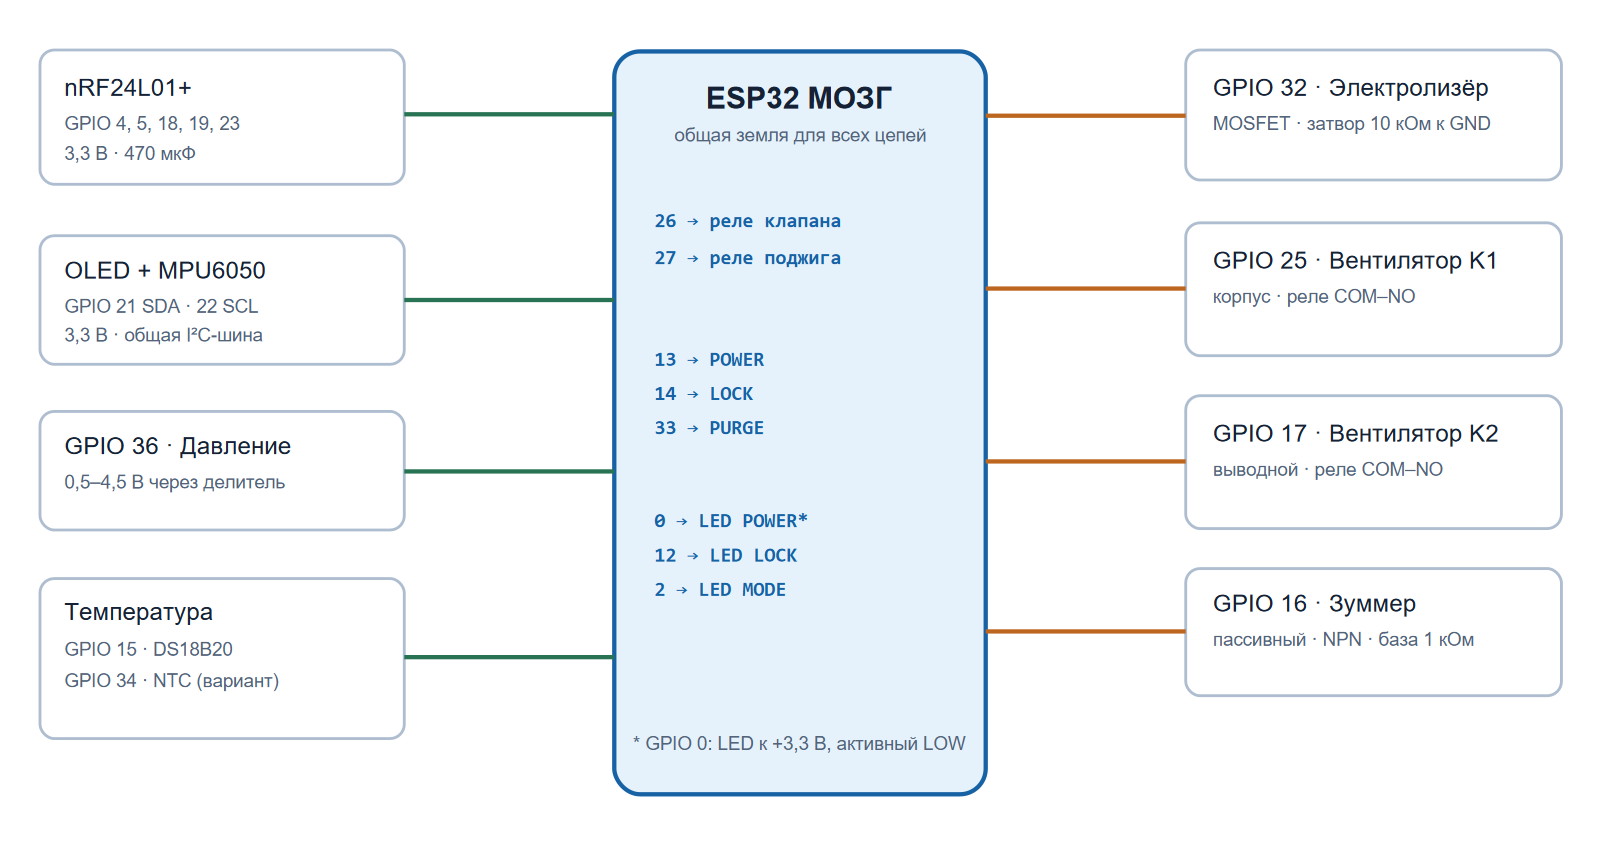 nRF24L01+
GPIO 4, 5, 18, 19, 23
3,3 В · 470 мкФ
OLED + MPU6050
GPIO 21 SDA · 22 SCL
3,3 В · общая I²C-шина
GPIO 36 · Давление
0,5–4,5 В через делитель
Температура
GPIO 15 · DS18B20
GPIO 34 · NTC (вариант)
ESP32 МОЗГ
общая земля для всех цепей
26 → реле клапана
27 → реле поджига
13 → POWER
14 → LOCK
33 → PURGE
0 → LED POWER*
12 → LED LOCK
2 → LED MODE
* GPIO 0: LED к +3,3 В, активный LOW
GPIO 32 · Электролизёр
MOSFET · затвор 10 кОм к GND
GPIO 25 · Вентилятор K1
корпус · реле COM–NO
GPIO 17 · Вентилятор K2
выводной · реле COM–NO
GPIO 16 · Зуммер
пассивный · NPN · база 1 кОм